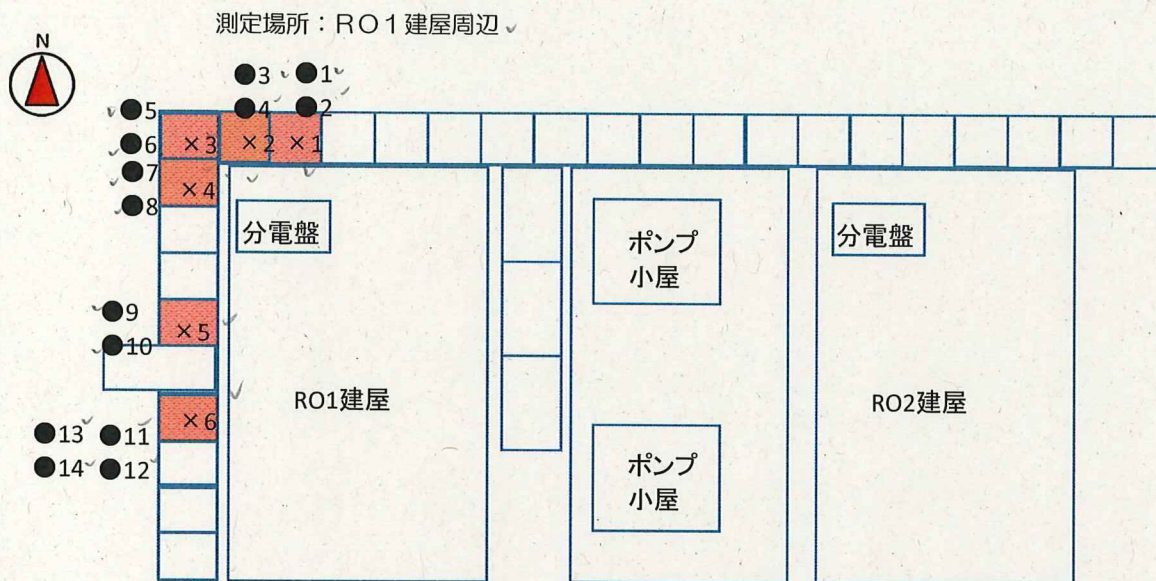 測定場所：RO1建屋周辺
N
●3 ●1
●4 ●2
●5
●6 ×3 ×2 ×1
●7
●8 ×4
分電盤
ポンプ
小屋
分電盤
●9
×5
●10
RO1建屋
RO2建屋
×6
●13 ●11
●14 ●12
ポンプ
小屋